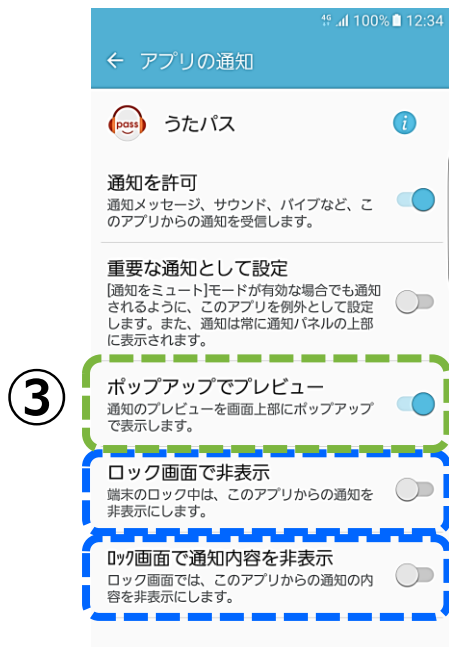 4G 100% 12:34
← アプリの通知
pass うたパス i
通知を許可
通知メッセージ、サウンド、バイブなど、こ
のアプリからの通知を受信します。
重要な通知として設定
[通知をミュート]モードが有効な場合でも通知
されるように、このアプリを例外として設定
します。また、通知は常に通知パネルの上部
に表示されます。
③
ポップアップでプレビュー
通知のプレビューを画面上部にポップアップ
で表示します。
ロック画面で非表示
端末のロック中は、このアプリからの通知を
非表示にします。
ﾛｯｸ画面で通知内容を非表示
ロック画面では、このアプリからの通知の内
容を非表示にします。